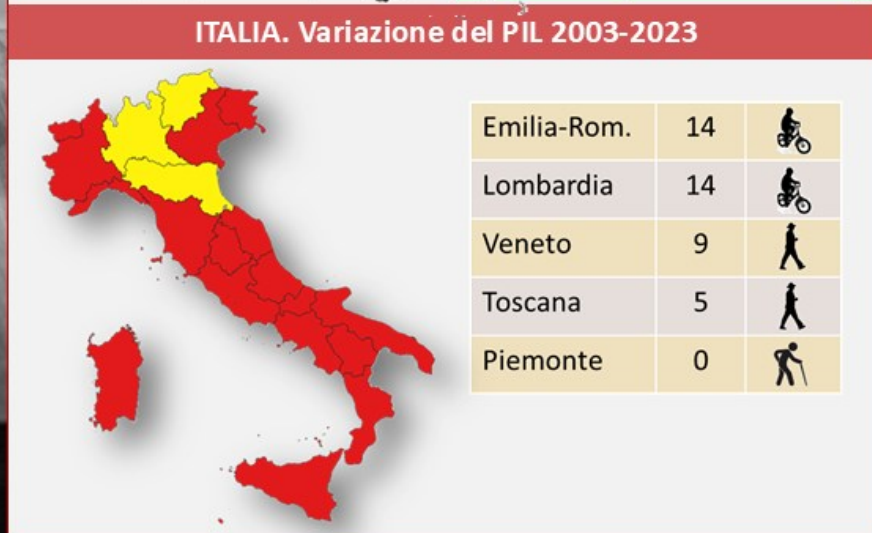 ITALIA. Variazione del PIL 2003-2023
Emilia-Rom. 14
Lombardia 14
Veneto 9
Toscana 5
Piemonte 0